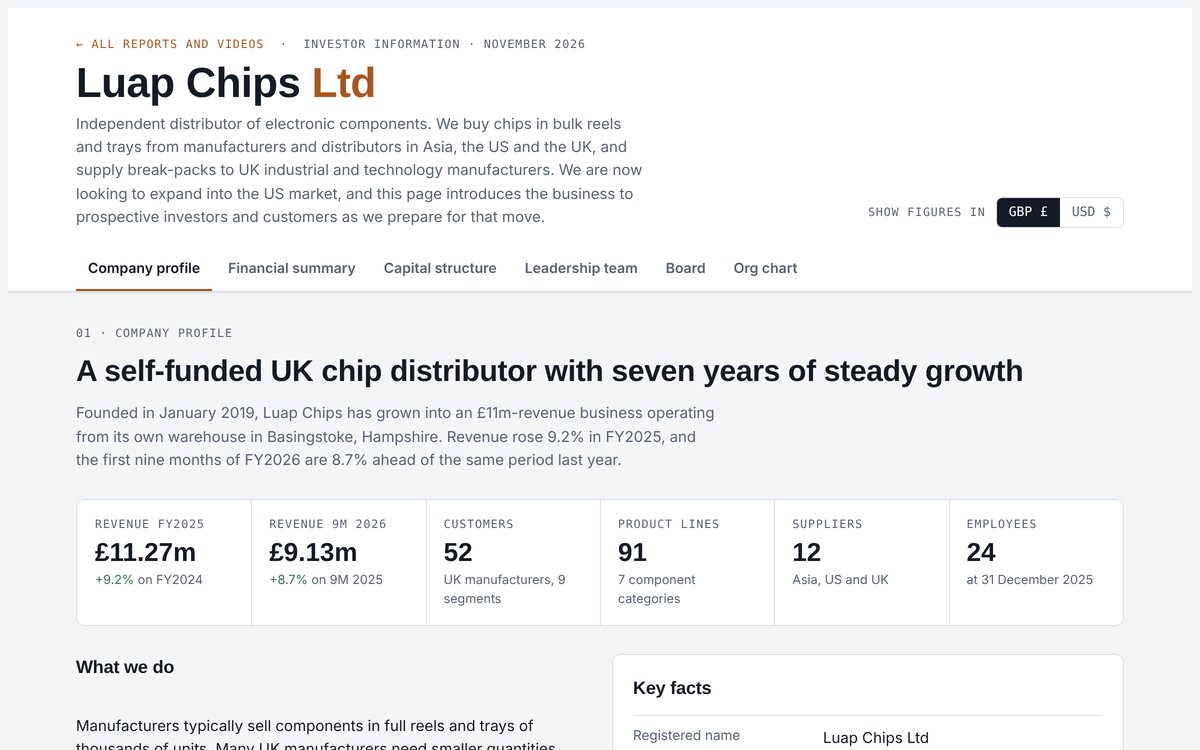 ← ALL REPORTS AND VIDEOS · INVESTOR INFORMATION · NOVEMBER 2026
Luap Chips Ltd
Independent distributor of electronic components. We buy chips in bulk reels
and trays from manufacturers and distributors in Asia, the US and the UK, and
supply break-packs to UK industrial and technology manufacturers. We are now
looking to expand into the US market, and this page introduces the business to
prospective investors and customers as we prepare for that move.
SHOW FIGURES IN GBP £ USD $
Company profile Financial summary Capital structure Leadership team Board Org chart
01 · COMPANY PROFILE
A self-funded UK chip distributor with seven years of steady growth
Founded in January 2019, Luap Chips has grown into an £11m-revenue business operating
from its own warehouse in Basingstoke, Hampshire. Revenue rose 9.2% in FY2025, and
the first nine months of FY2026 are 8.7% ahead of the same period last year.
REVENUE FY2025
£11.27m
+9.2% on FY2024
REVENUE 9M 2026
£9.13m
+8.7% on 9M 2025
CUSTOMERS
52
UK manufacturers, 9
segments
PRODUCT LINES
91
7 component
categories
SUPPLIERS
12
Asia, US and UK
EMPLOYEES
24
at 31 December 2025
What we do
Manufacturers typically sell components in full reels and trays of
thousands of units. Many UK manufacturers need smaller quantities
Key facts
Registered name Luap Chips Ltd